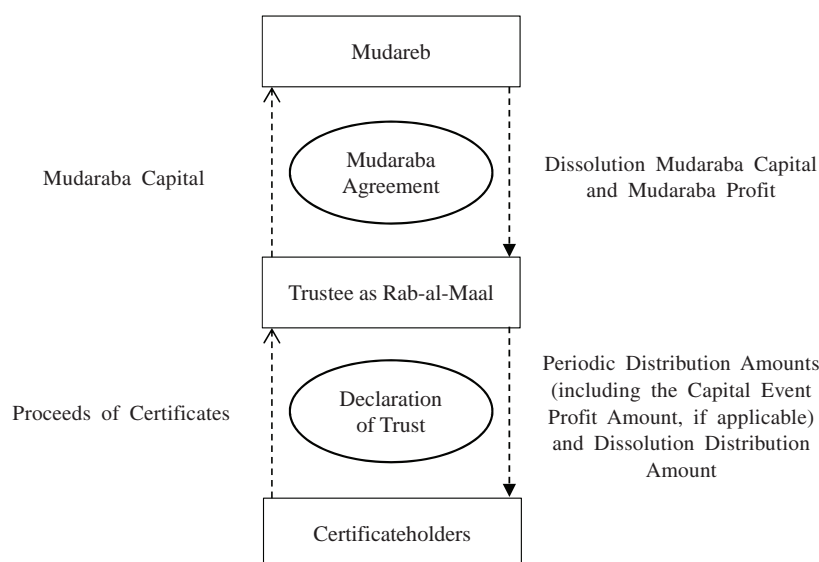 Mudareb
Mudaraba Capital
Mudaraba
Agreement
Dissolution Mudaraba Capital
and Mudaraba Profit
Trustee as Rab-al-Maal
Proceeds of Certificates
Declaration
of Trust
Periodic Distribution Amounts
(including the Capital Event
Profit Amount, if applicable)
and Dissolution Distribution
Amount
Certificateholders